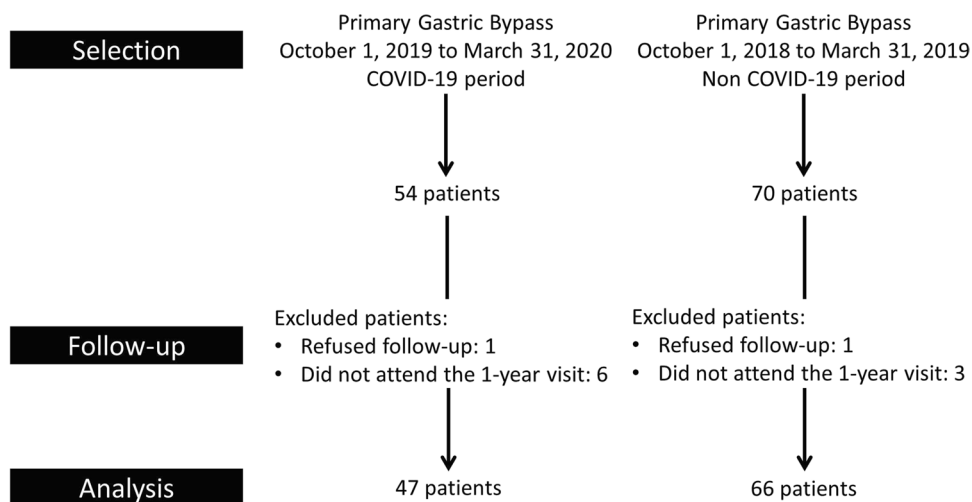 Selection
Primary Gastric Bypass
October 1, 2019 to March 31, 2020
COVID-19 period
Primary Gastric Bypass
October 1, 2018 to March 31, 2019
Non COVID-19 period
54 patients
70 patients
Follow-up
Excluded patients:
• Refused follow-up: 1
• Did not attend the 1-year visit: 6
Excluded patients:
• Refused follow-up: 1
• Did not attend the 1-year visit: 3
Analysis
47 patients
66 patients